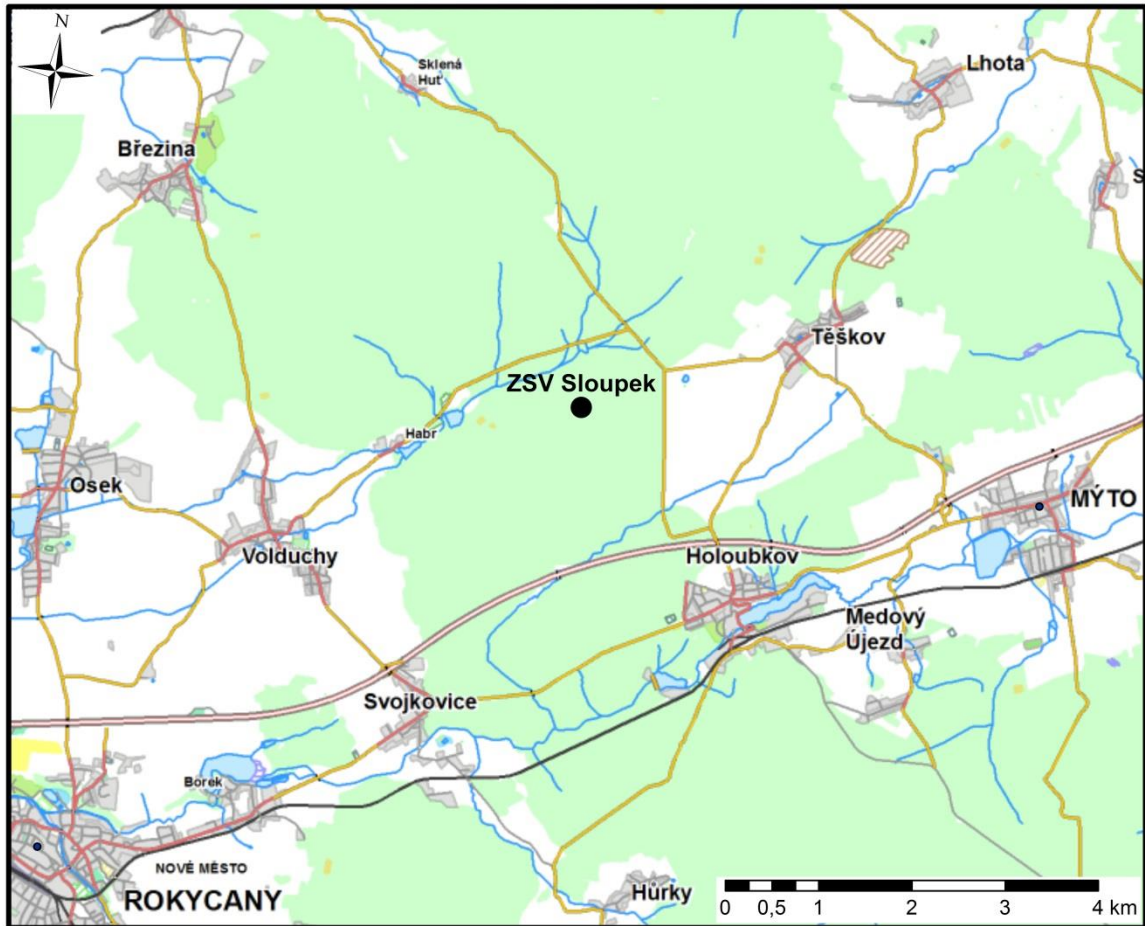 N
Sklená
Huť
Lhota
Březina
S
Těškov
ZSV Sloupek
Habr
Osek
MÝTO
Volduchy
Holoubkov
Medový
Újezd
Svojkovice
Borek
NOVÉ MĚSTO
ROKYCANY
Hůrky
0 0,5 1 2 3 4 km